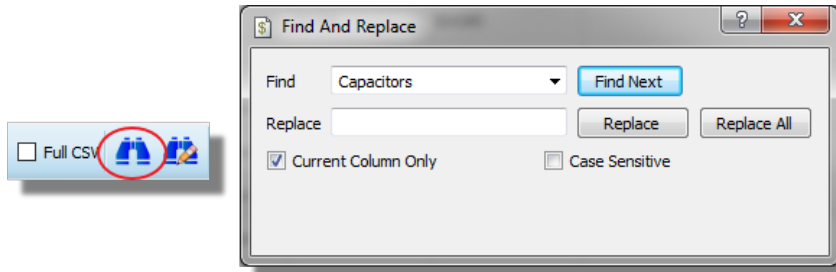 Find And Replace
Find Capacitors Find Next
Replace Replace Replace All
Current Column Only Case Sensitive
Full CSV